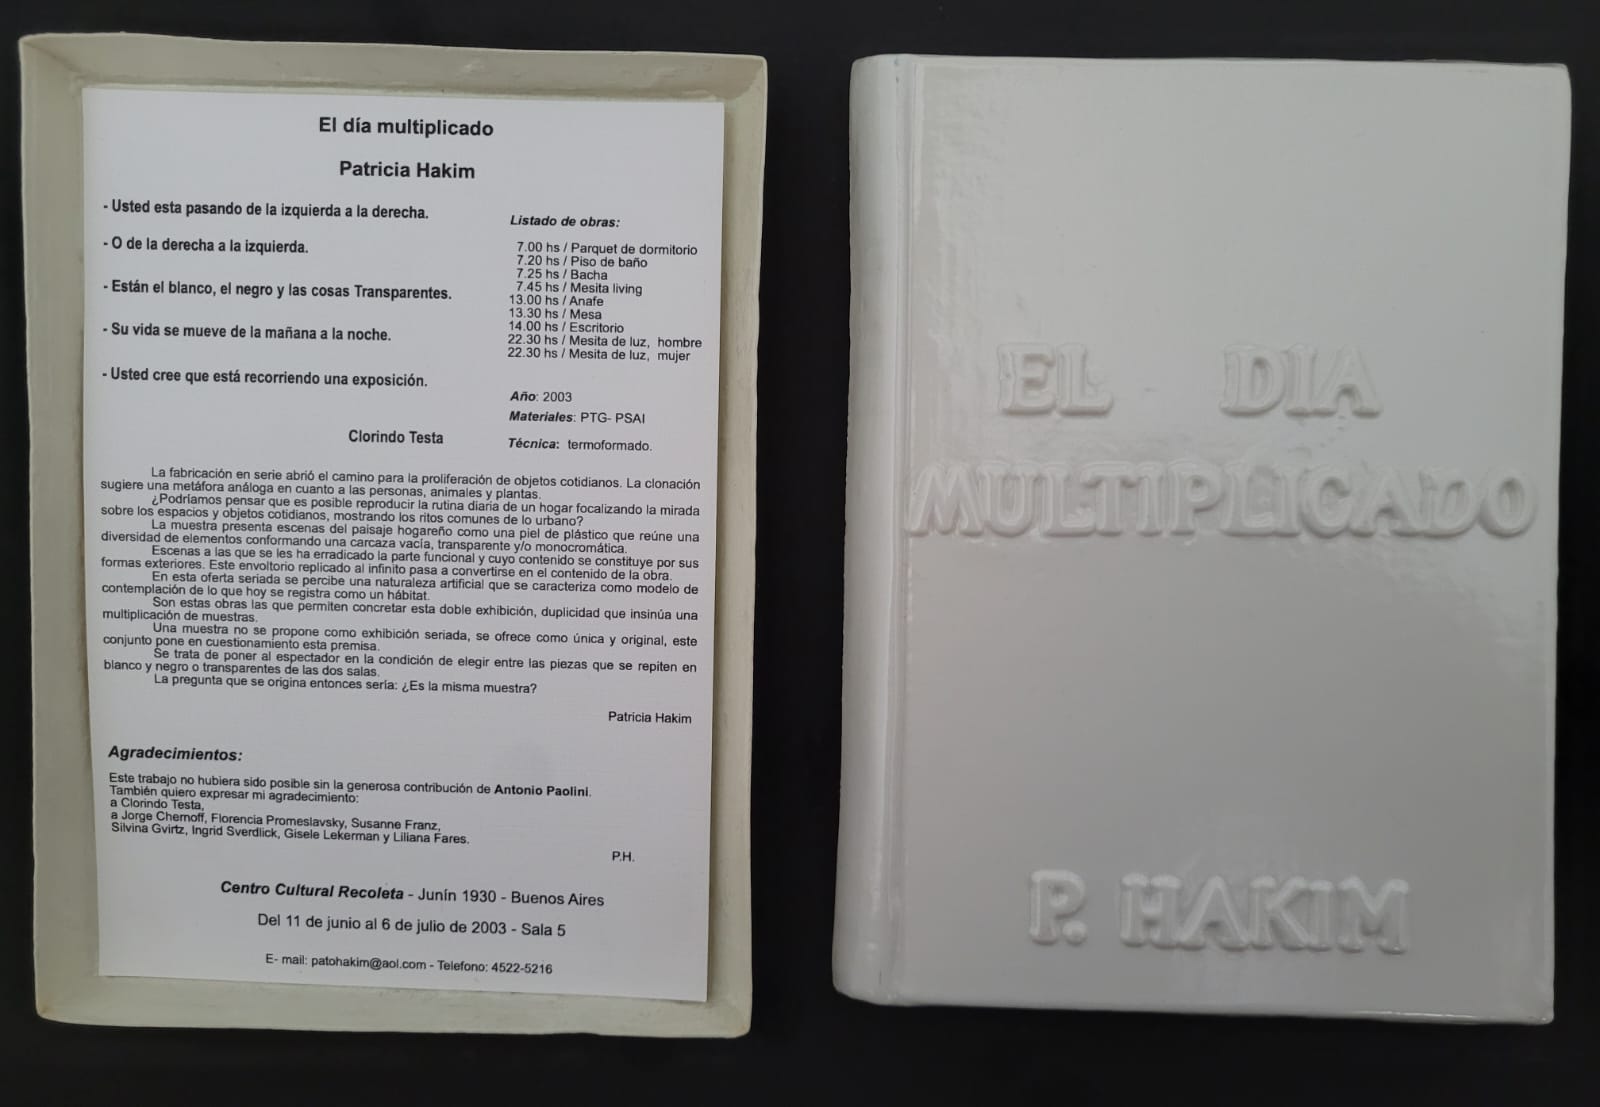 El día multiplicado
Patricia Hakim
- Usted esta pasando de la izquierda a la derecha.
- O de la derecha a la izquierda.
- Están el blanco, el negro y las cosas Transparentes.
- Su vida se mueve de la mañana a la noche.
- Usted cree que está recorriendo una exposición.
Clorindo Testa
Listado de obras:
7.00 hs / Parquet de dormitorio
7.20 hs / Piso de baño
7.25 hs / Bacha
7.45 hs / Mesita living
13.00 hs / Anafe
13.30 hs / Mesa
14.00 hs / Escritorio
22.30 hs / Mesita de luz, hombre
22.30 hs / Mesita de luz, mujer
Año: 2003
Materiales: PTG- PSAI
Técnica: termoformado.
La fabricación en serie abrió el camino para la proliferación de objetos cotidianos. La clonación
sugiere una metáfora análoga en cuanto a las personas, animales y plantas.
¿Podríamos pensar que es posible reproducir la rutina diaria de un hogar focalizando la mirada
sobre los espacios y objetos cotidianos, mostrando los ritos comunes de lo urbano?
La muestra presenta escenas del paisaje hogareño como una piel de plástico que reúne una
diversidad de elementos conformando una carcaza vacía, transparente y/o monocromática.
Escenas a las que se les ha erradicado la parte funcional y cuyo contenido se constituye por sus
formas exteriores. Este envoltorio replicado al infinito pasa a convertirse en el contenido de la obra.
En esta oferta seriada se percibe una naturaleza artificial que se caracteriza como modelo de
contemplación de lo que hoy se registra como un hábitat.
Son estas obras las que permiten concretar esta doble exhibición, duplicidad que insinúa una
multiplicación de muestras.
Una muestra no se propone como exhibición seriada, se ofrece como única y original, este
conjunto pone en cuestionamiento esta premisa.
Se trata de poner al espectador en la condición de elegir entre las piezas que se repiten en
blanco y negro o transparentes de las dos salas.
La pregunta que se origina entonces sería: ¿Es la misma muestra?
Patricia Hakim
Agradecimientos:
Este trabajo no hubiera sido posible sin la generosa contribución de Antonio Paolini.
También quiero expresar mi agradecimiento:
a Clorindo Testa,
a Jorge Chernoff, Florencia Promeslavsky, Susanne Franz,
Silvina Gvirtz, Ingrid Sverdlick, Gisele Lekerman y Liliana Fares.
P.H.
Centro Cultural Recoleta - Junín 1930 - Buenos Aires
Del 11 de junio al 6 de julio de 2003 - Sala 5
E- mail: patohakim@aol.com - Telefono: 4522-5216
EL DIA
MULTIPLICADO
P. HAKIM